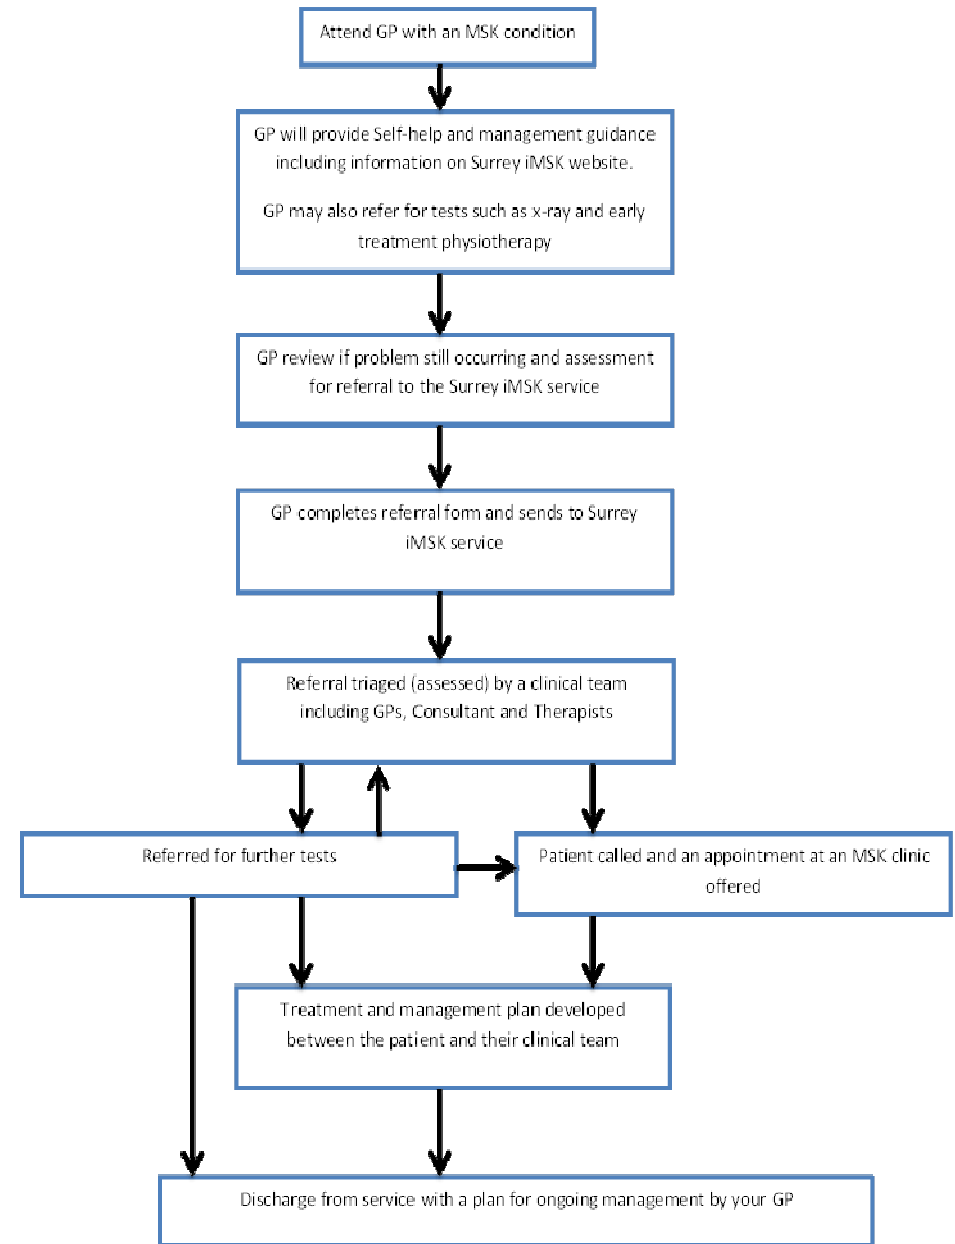 Attend GP with an MSK condition
GP will provide Self-help and management guidance
including information on Surrey iMSK website.
GP may also refer for tests such as x-ray and early
treatment physiotherapy
GP review if problem still occurring and assessment
for referral to the Surrey iMSK service
GP completes referral form and sends to Surrey
iMSK service
Referral triaged (assessed) by a clinical team
including GPs, Consultant and Therapists
Referred for further tests
Patient called and an appointment at an MSK clinic
offered
Treatment and management plan developed
between the patient and their clinical team
Discharge from service with a plan for ongoing management by your GP